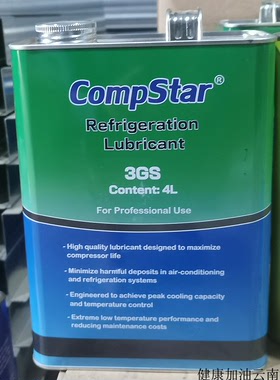 CompStar®
Refrigeration
Lubricant
3GS
Content: 4L
For Professional Use
- High quality lubricant designed to maximize
compressor life
- Minimize harmful deposits in air-conditioning
and refrigeration systems
- Engineered to achieve peak cooling capacity
and temperature control
- Extreme low temperature performance and
reducing maintenance costs
健康加油云南